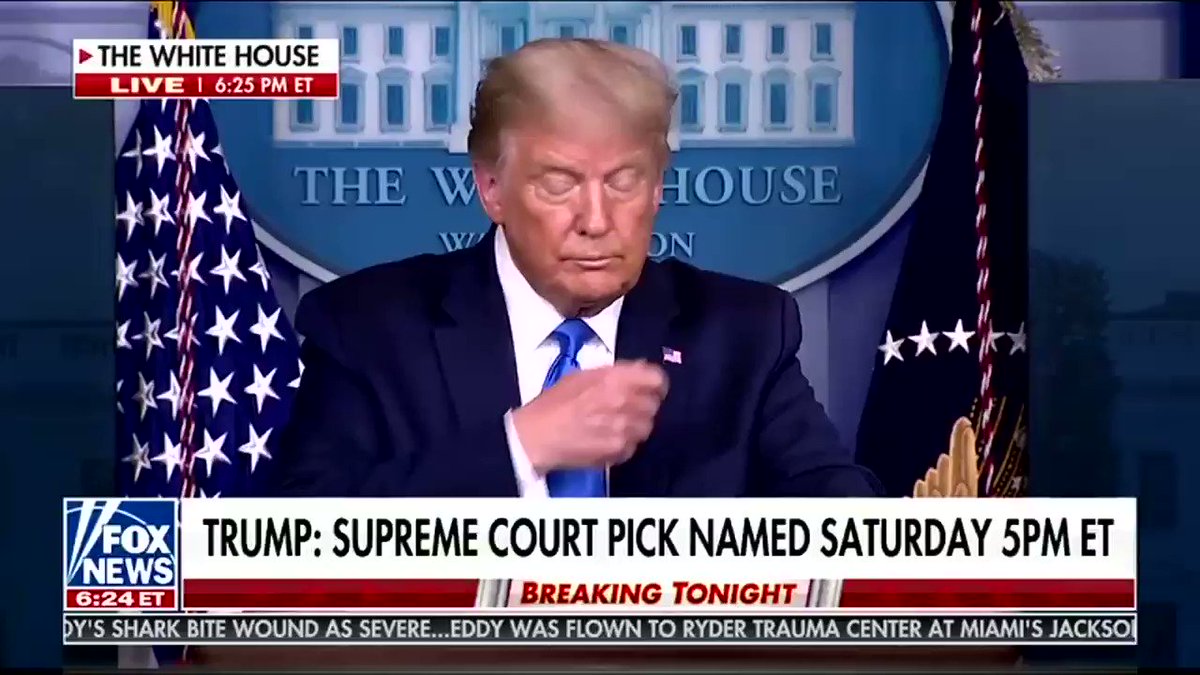 THE WHITE HOUSE
LIVE | 6:25 PM ET
THE W HOUSE
WA ON
FOX
NEWS
6:24 ET
TRUMP: SUPREME COURT PICK NAMED SATURDAY 5PM ET
BREAKING TONIGHT
DY'S SHARK BITE WOUND AS SEVERE...EDDY WAS FLOWN TO RYDER TRAUMA CENTER AT MIAMI'S JACKSO